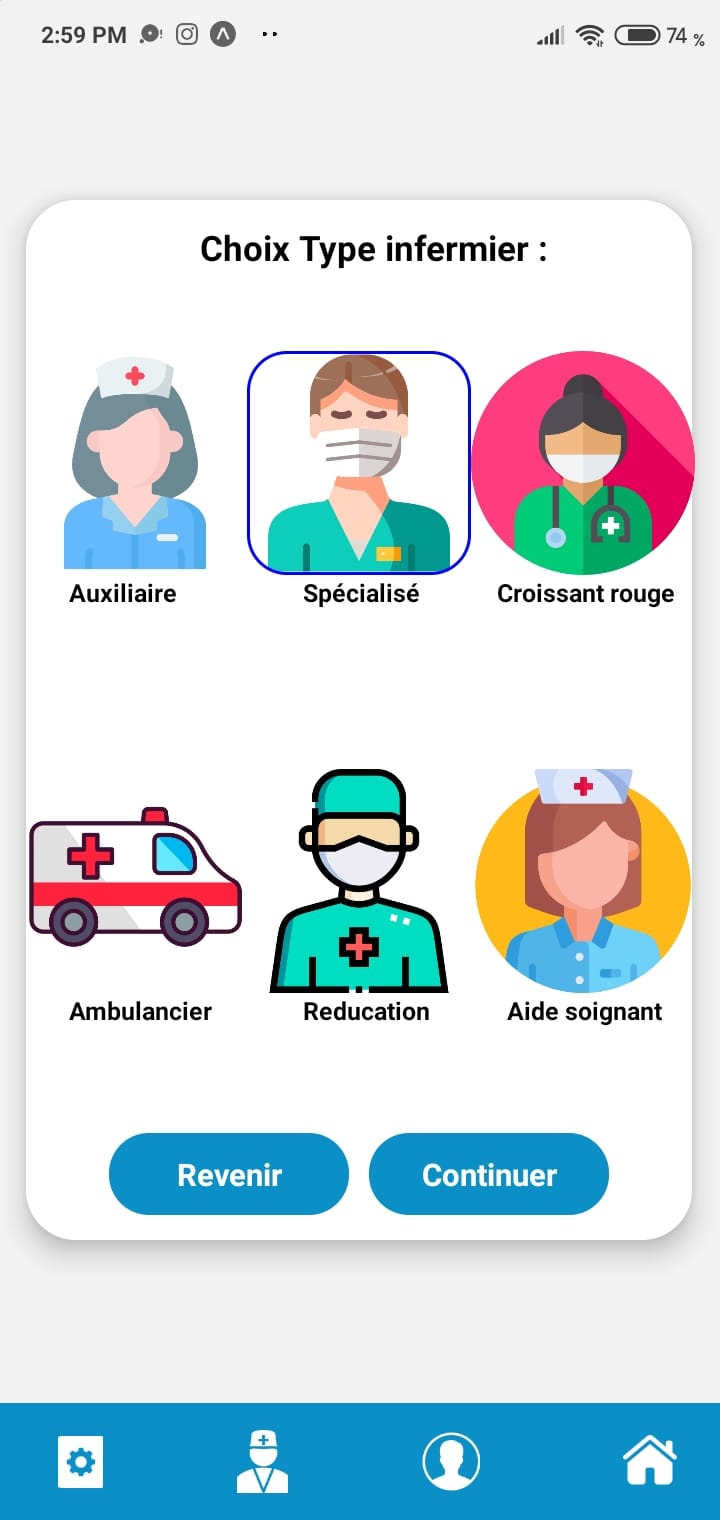 2:59 PM
74 %
Choix Type infermier :
Auxiliaire Spécialisé Croissant rouge
Ambulancier Reducation Aide soignant
Revenir Continuer